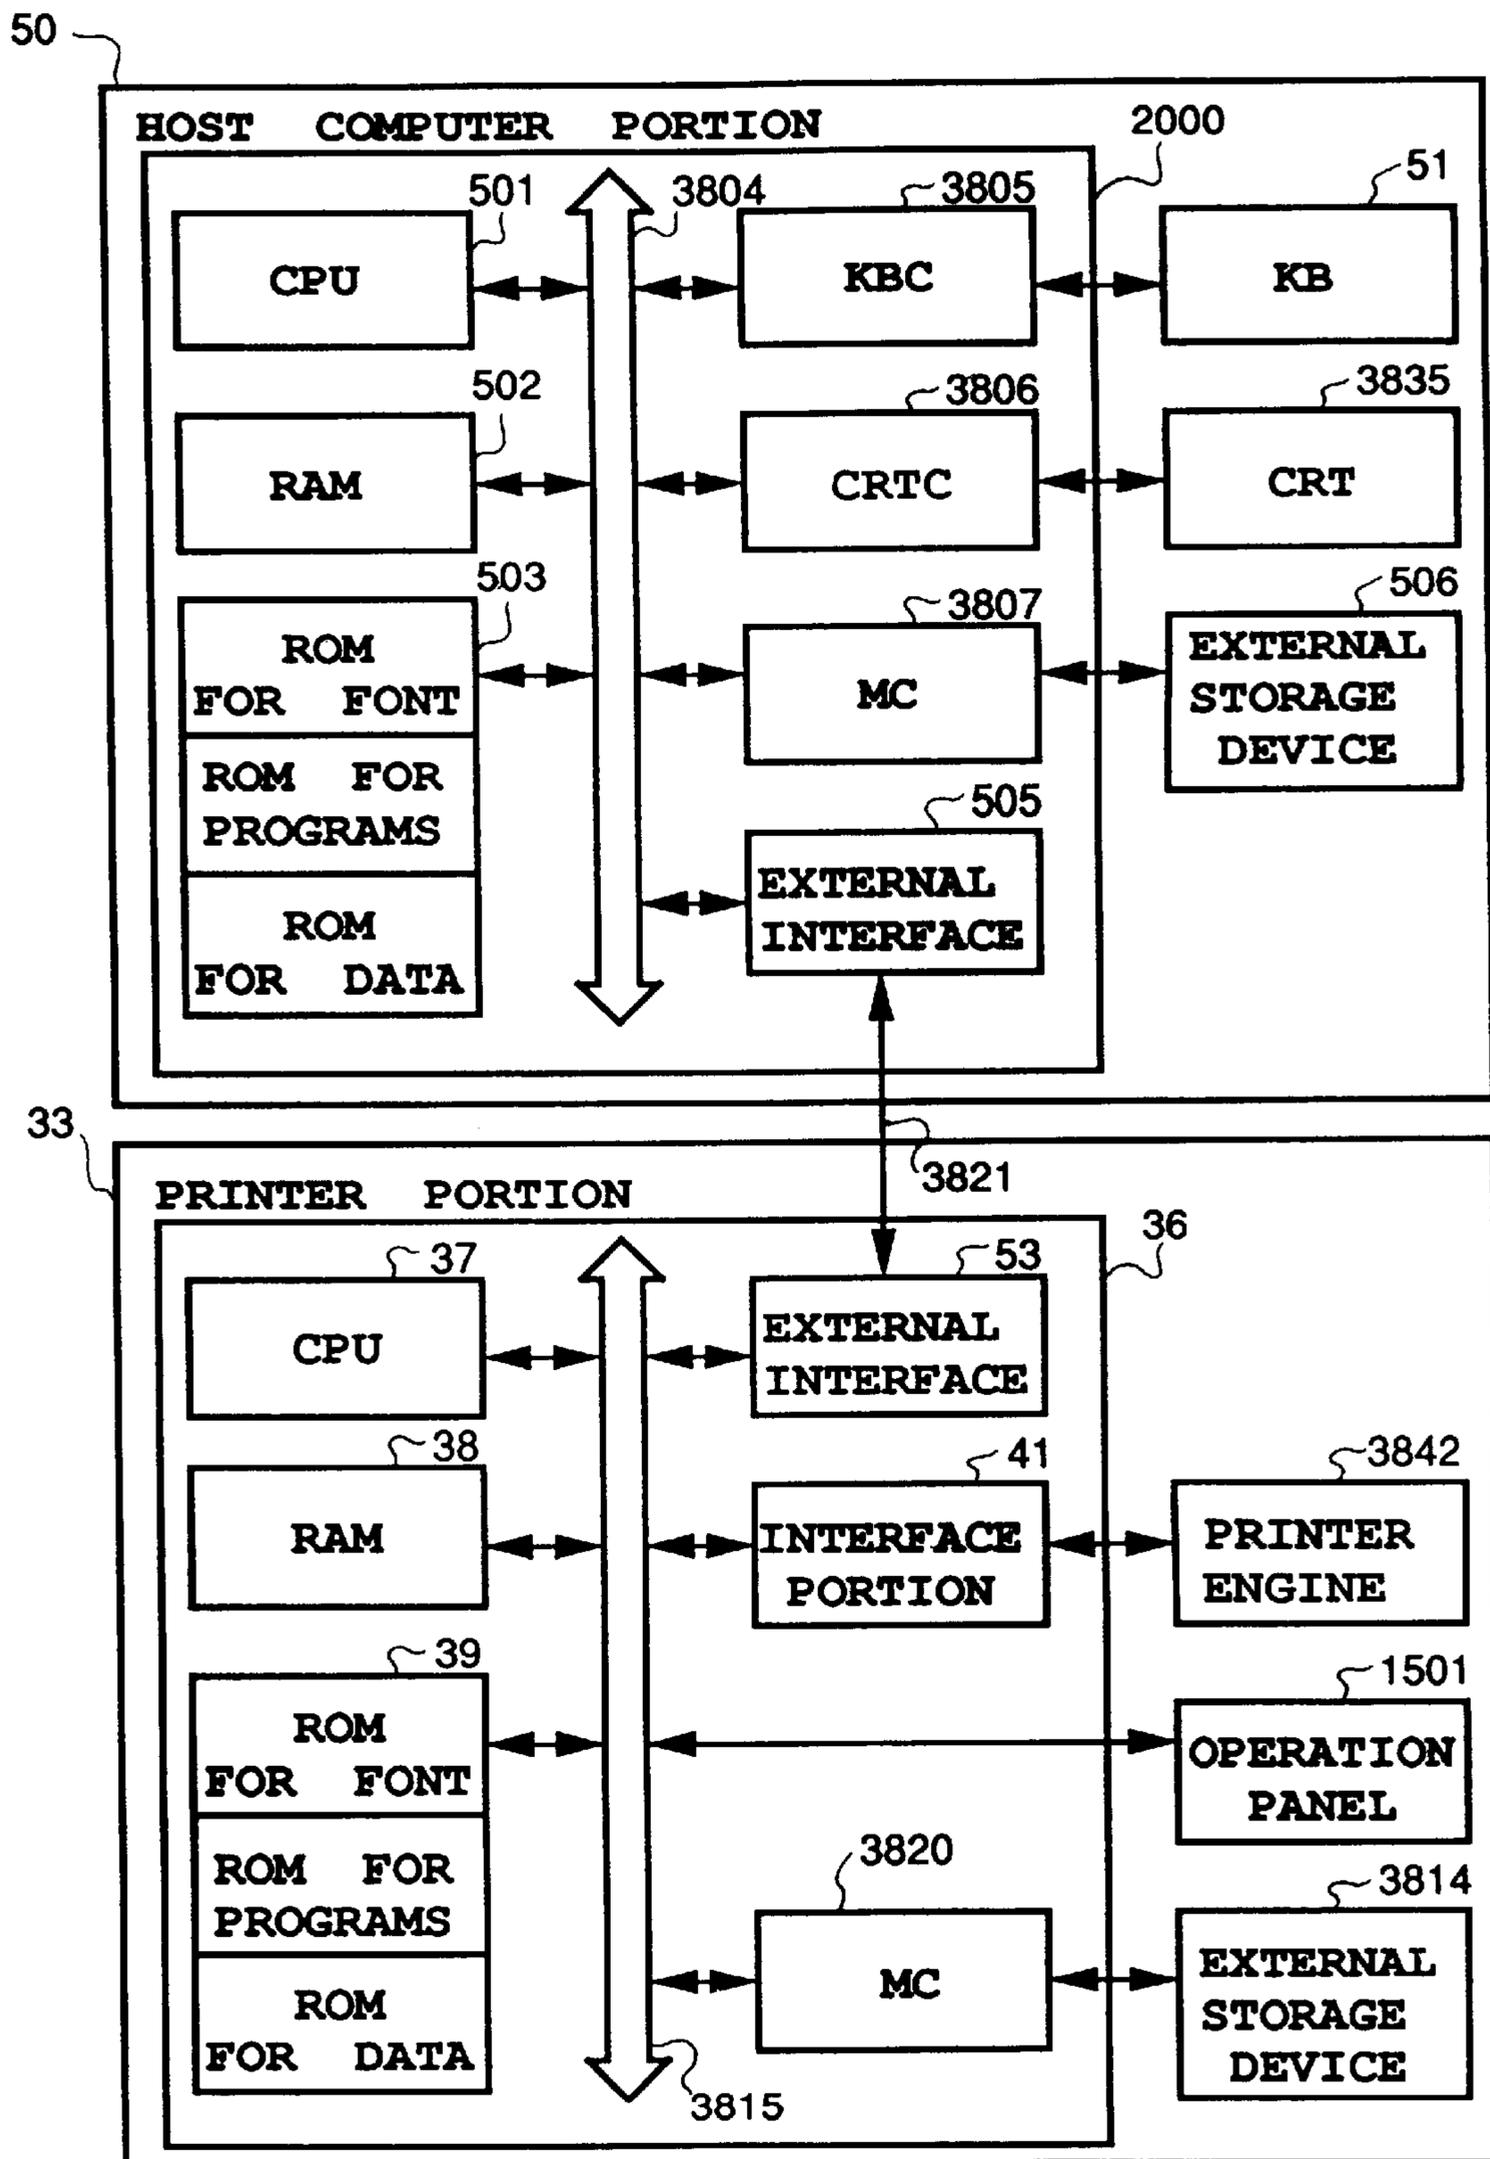 50
HOST COMPUTER PORTION
2000
501
3804
3805
51
CPU
KBC
KB
502
3806
3835
RAM
CRTC
CRT
503
3807
506
ROM
FOR FONT
MC
EXTERNAL
STORAGE
DEVICE
ROM FOR
PROGRAMS
505
ROM
FOR DATA
EXTERNAL
INTERFACE
33
3821
PRINTER PORTION
36
37
53
CPU
EXTERNAL
INTERFACE
38
41
3842
RAM
INTERFACE
PORTION
PRINTER
ENGINE
39
1501
ROM
FOR FONT
OPERATION
PANEL
ROM FOR
PROGRAMS
3820
3814
ROM
FOR DATA
MC
EXTERNAL
STORAGE
DEVICE
3815